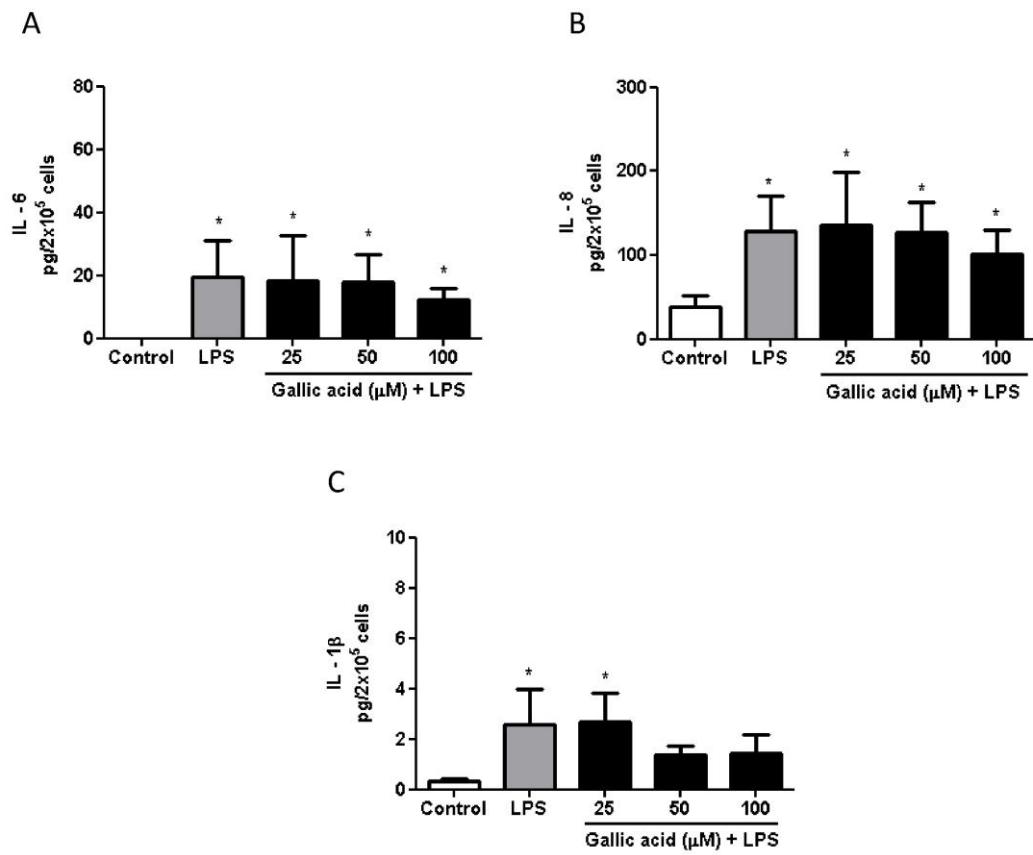 A
IL - 6
pg/2x10⁵ cells
80
60
40
20
0
*
*
*
*
Control LPS 25 50 100
Gallic acid (μM) + LPS
B
IL - 8
pg/2x10⁵ cells
300
200
100
0
*
*
*
*
Control LPS 25 50 100
Gallic acid (μM) + LPS
C
IL - 1β
pg/2x10⁵ cells
10
8
6
4
2
0
* *
Control LPS 25 50 100
Gallic acid (μM) + LPS